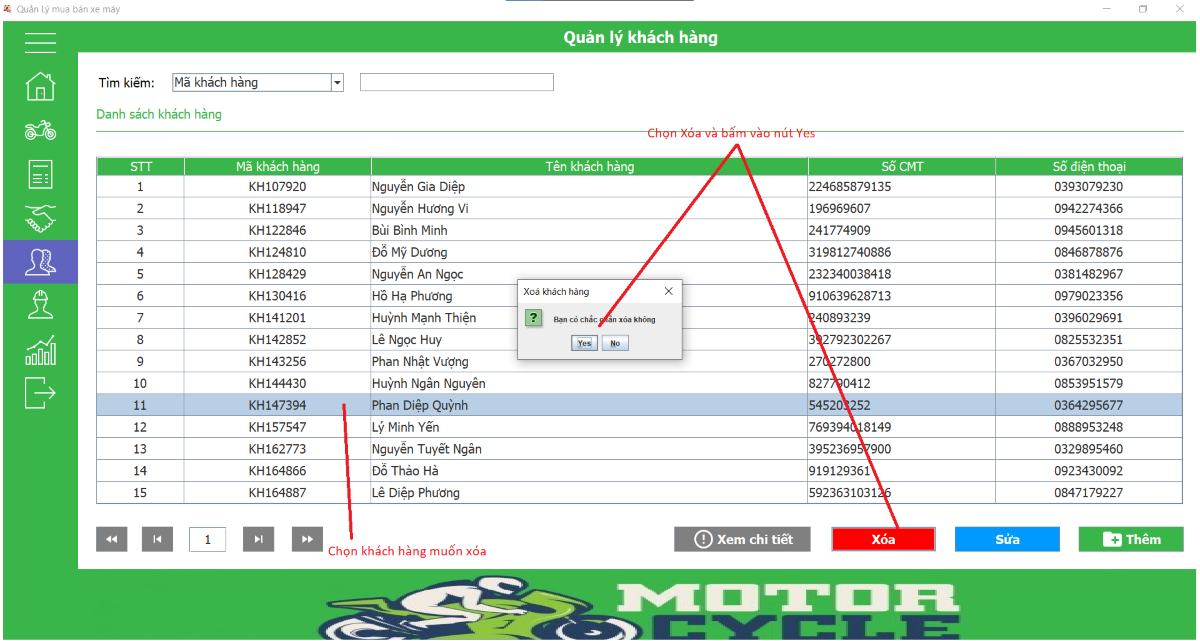 Quản lý mua bán xe máy
Quản lý khách hàng
Tìm kiếm: Mã khách hàng
Danh sách khách hàng
Chọn Xóa và bấm vào nút Yes
STT Mã khách hàng Tên khách hàng Số CMT Số điện thoại
1 KH107920 Nguyễn Gia Diệp 224685879135 0393079230
2 KH118947 Nguyễn Hương Vi 196969607 0942274366
3 KH122846 Bùi Bình Minh 241774909 0945601318
4 KH124810 Đỗ Mỹ Dương 319812740886 0846878876
5 KH128429 Nguyễn An Ngọc 232340038418 0381482967
6 KH130416 Hồ Hạ Phương 910639628713 0979023356
7 KH141201 Huỳnh Mạnh Thiện 240893239 0396029691
8 KH142852 Lê Ngọc Huy 392792302267 0825532351
9 KH143256 Phan Nhật Vượng 270272800 0367032950
10 KH144430 Huỳnh Ngân Nguyên 827790412 0853951579
11 KH147394 Phan Diệp Quỳnh 545203252 0364295677
12 KH157547 Lý Minh Yến 769394018149 0888953248
13 KH162773 Nguyễn Tuyết Ngân 395236957900 0329895460
14 KH164866 Đỗ Thảo Hà 919129361 0923430092
15 KH164887 Lê Diệp Phương 592363103126 0847179227
Xoá khách hàng
Bạn có chắc chắn xóa không
Yes No
1
Chọn khách hàng muốn xóa
Xem chi tiết Xóa Sửa Thêm
MOTOR
CYCLE